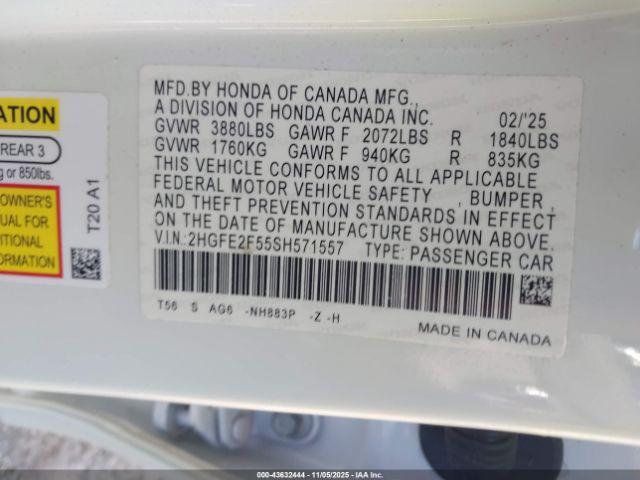 ATION
REAR 3
g or 850lbs.
OWNER'S
UAL FOR
ITIONAL
ORMATION
T20 A1
MFD.BY HONDA OF CANADA MFG.,
A DIVISION OF HONDA CANADA INC. 02/'25
GVWR 3880LBS GAWR F 2072LBS R 1840LBS
GVWR 1760KG GAWR F 940KG R 835KG
THIS VEHICLE CONFORMS TO ALL APPLICABLE
FEDERAL MOTOR VEHICLE SAFETY , BUMPER ,
AND THEFT PREVENTION STANDARDS IN EFFECT
ON THE DATE OF MANUFACTURE SHOWN ABOVE.
V.I.N.:2HGFE2F55SH571557 TYPE: PASSENGER CAR
T56 S AG6 -NH883P -Z -H
MADE IN CANADA
000-43632444 - 11/05/2025 - IAA Inc.